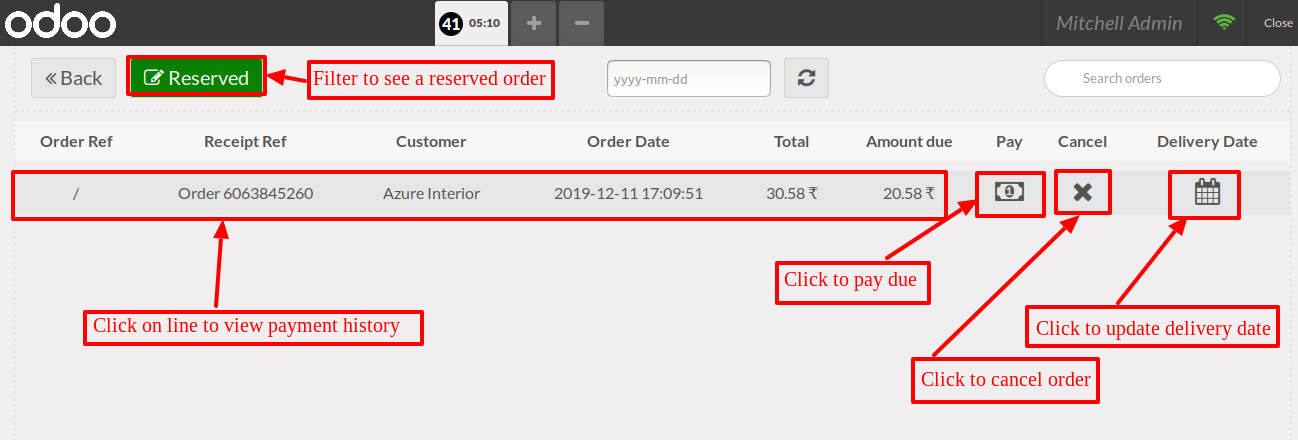 odoo 41 05:10 + − Mitchell Admin Close
« Back Reserved Filter to see a reserved order yyyy-mm-dd Search orders
Order Ref Receipt Ref Customer Order Date Total Amount due Pay Cancel Delivery Date
/ Order 6063845260 Azure Interior 2019-12-11 17:09:51 30.58 ₹ 20.58 ₹ 1
Click to pay due
Click on line to view payment history
Click to update delivery date
Click to cancel order